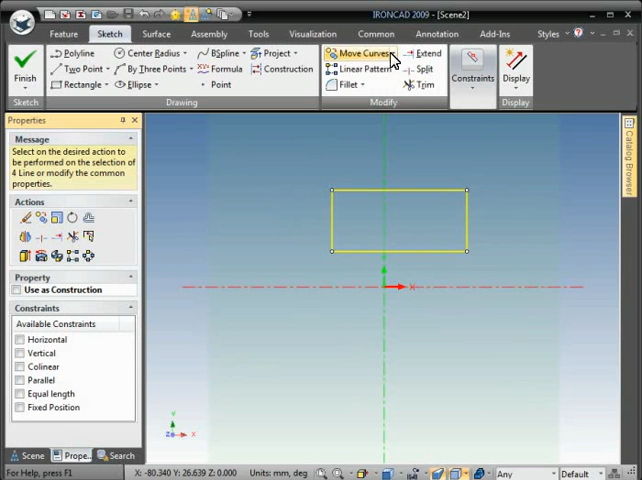 IRONCAD 2009 - [Scene2]
Feature Sketch Surface Assembly Tools Visualization Common Annotation Add-Ins Styles
Finish
Polyline Center Radius BSpline Project
Two Point By Three Points Formula Construction
Rectangle Ellipse Point
Move Curves Extend
Linear Pattern Split
Fillet Trim
Constraints
Display
Sketch Drawing Modify Display
Properties
Message
Select on the desired action to
be performed on the selection of
4 Line or modify the common
properties.
Actions
Property
Use as Construction
Constraints
Available Constraints
Horizontal
Vertical
Colinear
Parallel
Equal length
Fixed Position
X
Y
Z X
Catalog Browser
Scene Prope... Search
For Help, press F1 X: -80.340 Y: 26.639 Z: 0.000 Units: mm, deg Any Default